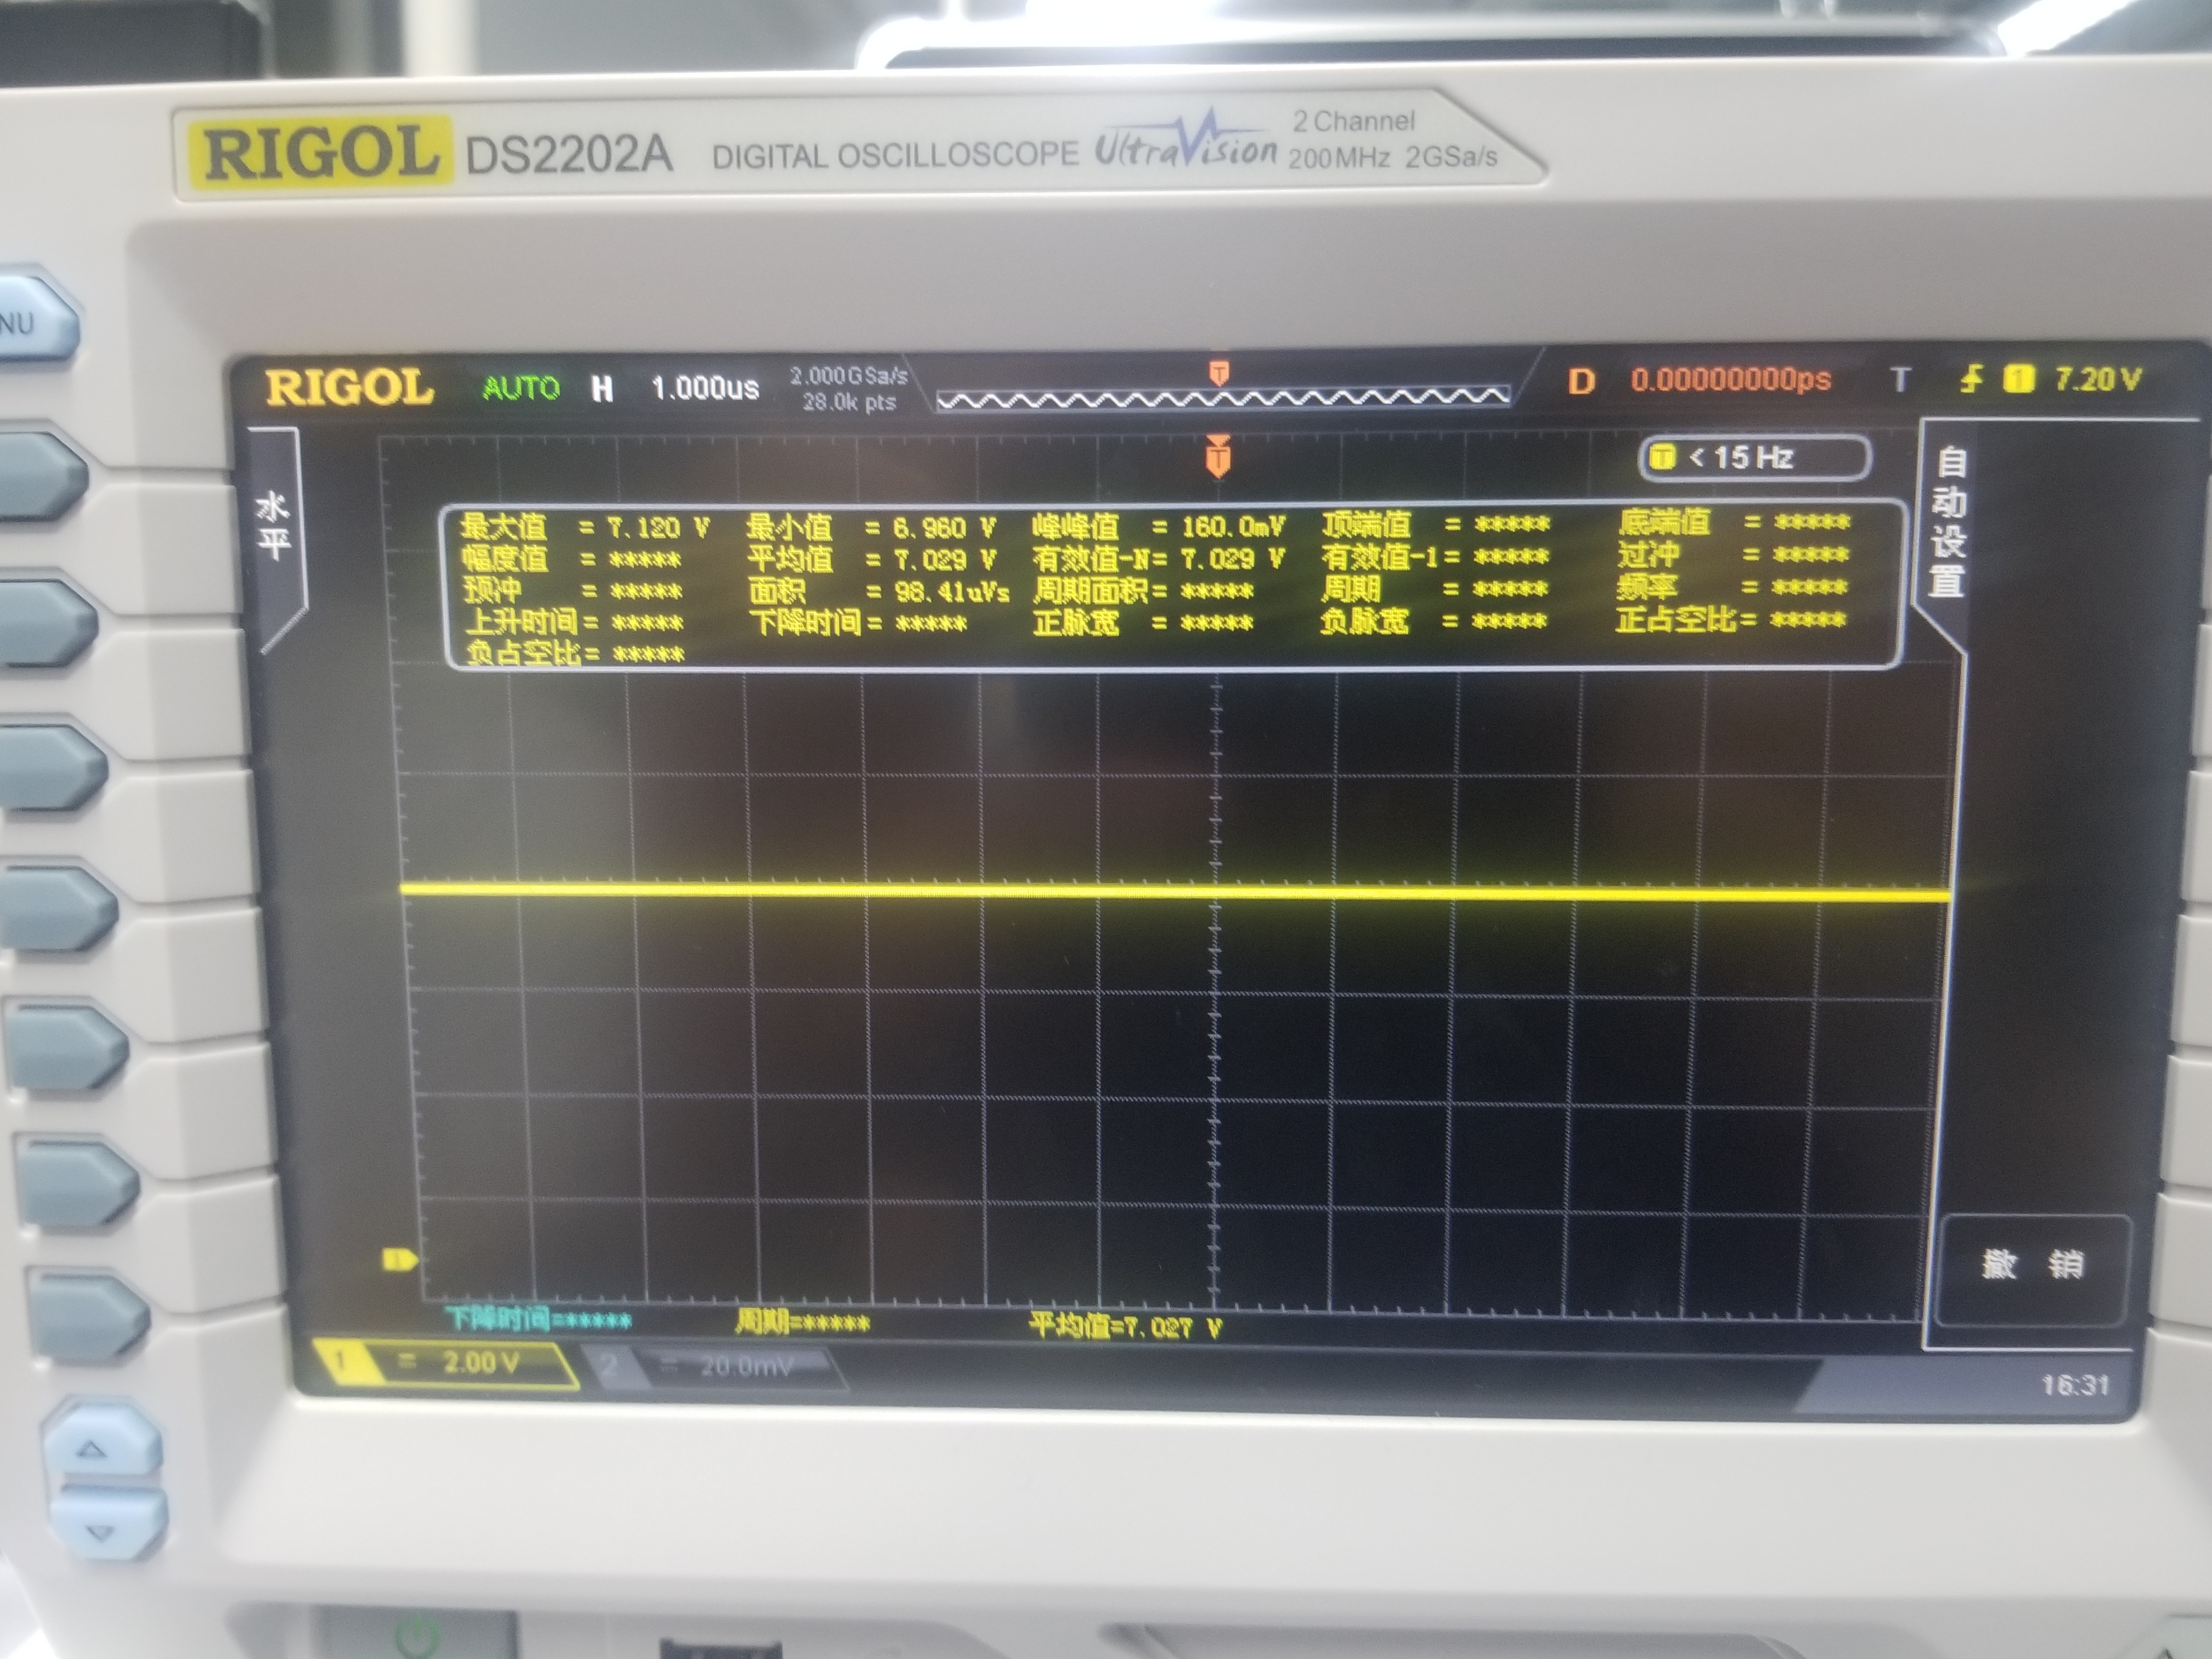 RIGOL DS2202A DIGITAL OSCILLOSCOPE UltraVision 2 Channel
200MHz 2GSa/s
NU
RIGOL AUTO H 1.000us 2.000GSa/s
28.0k pts
T
D 0.00000000ps T 1 7.20 V
水平
T
T < 15 Hz
自动设置
最大值 = 7.120 V 最小值 = 6.960 V 峰峰值 = 160.0mV 顶端值 = ***** 底端值 = *****
幅度值 = ***** 平均值 = 7.029 V 有效值-N= 7.029 V 有效值-1= ***** 过冲 = *****
预冲 = ***** 面积 = 98.41uVs 周期面积= ***** 周期 = ***** 频率 = *****
上升时间= ***** 下降时间= ***** 正脉宽 = ***** 负脉宽 = ***** 正占空比= *****
负占空比= *****
1
撤 销
下降时间=***** 周期=***** 平均值=7.027 V
1 = 2.00 V 2 = 20.0mV
16:31